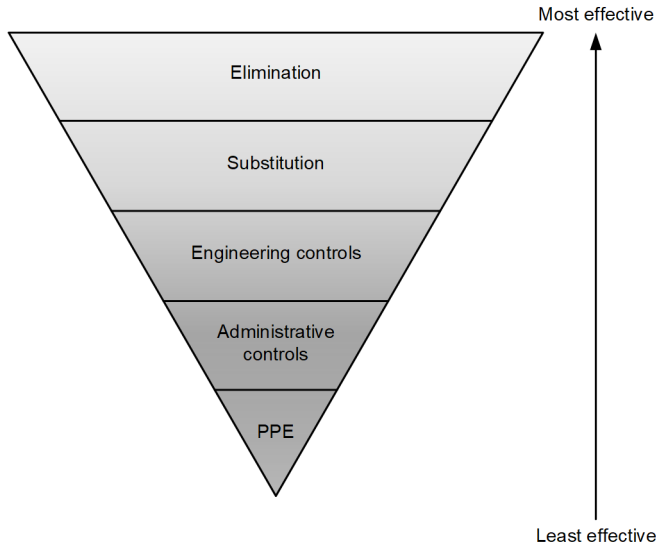 Most effective
Elimination
Substitution
Engineering controls
Administrative
controls
PPE
Least effective